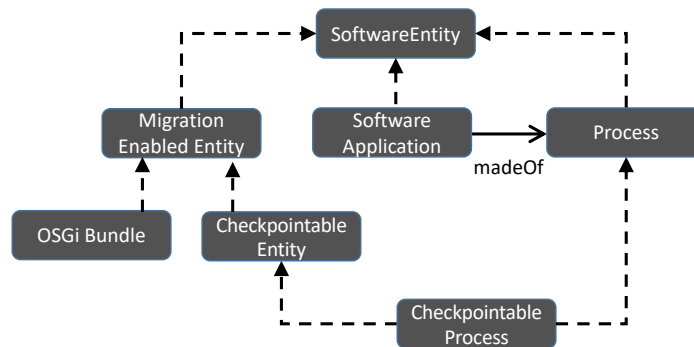 SoftwareEntity
Migration
Enabled Entity
Software
Application
Process
madeOf
OSGi Bundle
Checkpointable
Entity
Checkpointable
Process